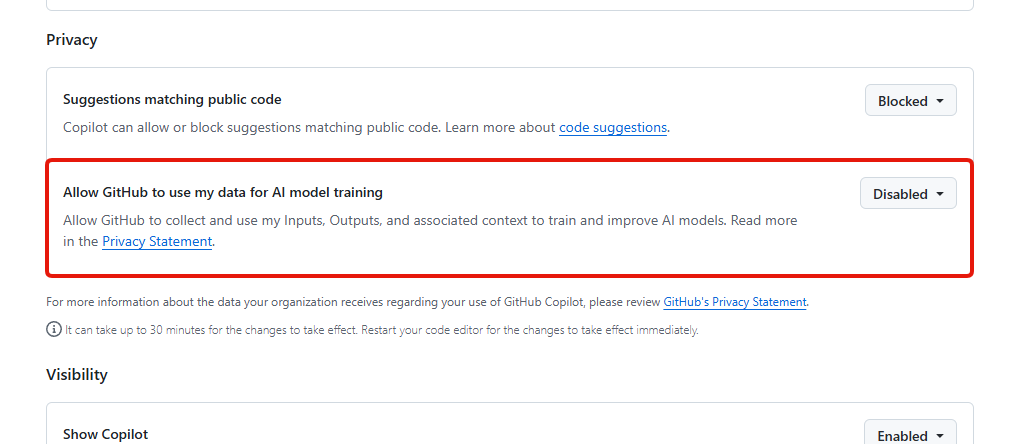 Privacy
Suggestions matching public code
Blocked
Copilot can allow or block suggestions matching public code. Learn more about code suggestions.
Allow GitHub to use my data for AI model training
Disabled
Allow GitHub to collect and use my Inputs, Outputs, and associated context to train and improve AI models. Read more
in the Privacy Statement.
For more information about the data your organization receives regarding your use of GitHub Copilot, please review GitHub's Privacy Statement.
It can take up to 30 minutes for the changes to take effect. Restart your code editor for the changes to take effect immediately.
Visibility
Show Copilot
Enabled